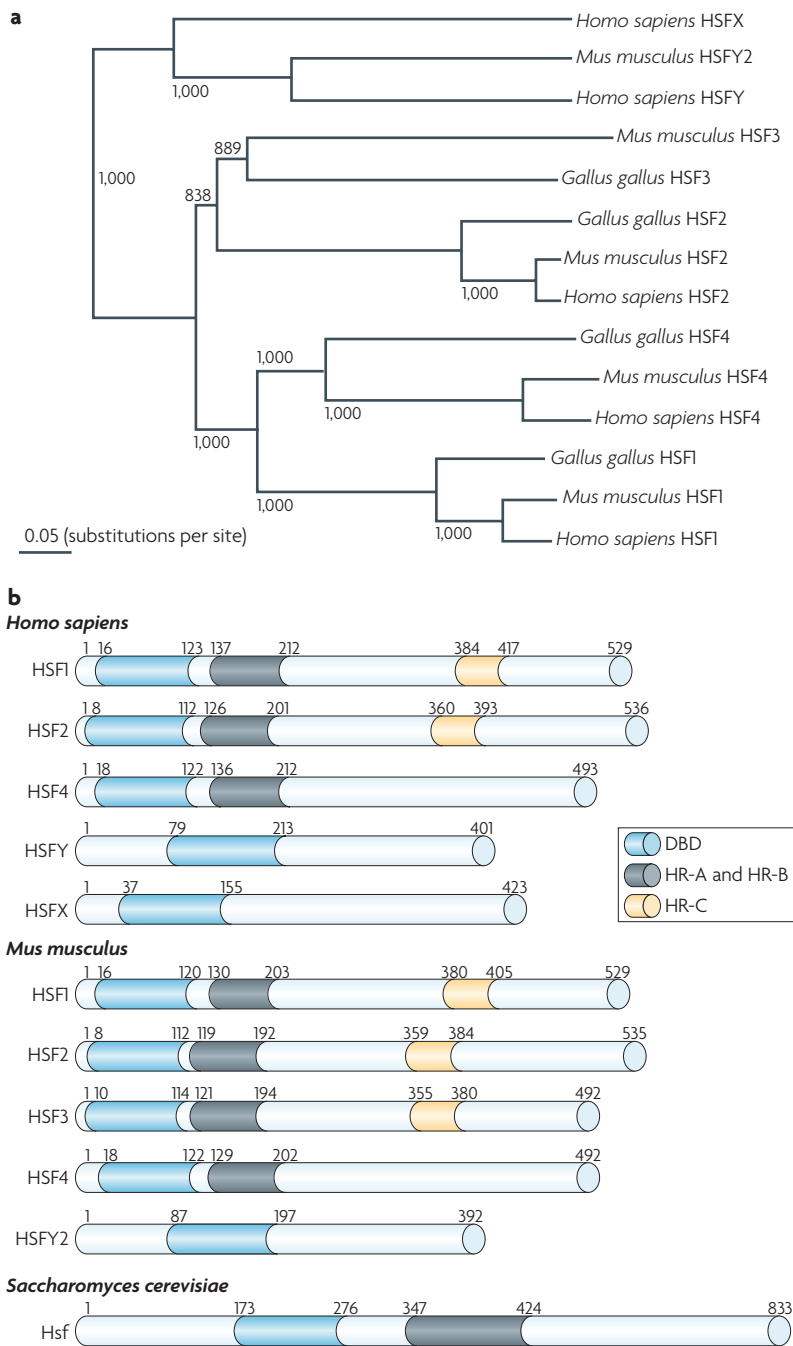 a
Homo sapiens HSFX
Mus musculus HSFY2
1,000
Homo sapiens HSFY
Mus musculus HSF3
889
1,000
Gallus gallus HSF3
838
Gallus gallus HSF2
Mus musculus HSF2
1,000
Homo sapiens HSF2
Gallus gallus HSF4
1,000
Mus musculus HSF4
1,000
Homo sapiens HSF4
1,000
Gallus gallus HSF1
Mus musculus HSF1
1,000
1,000
Homo sapiens HSF1
0.05 (substitutions per site)
b
Homo sapiens
1 16 123 137 212 384 417 529
HSF1
1 8 112 126 201 360 393 536
HSF2
1 18 122 136 212 493
HSF4
1 79 213 401
HSFY
1 37 155 423
HSFX
DBD
HR-A and HR-B
HR-C
Mus musculus
1 16 120 130 203 380 405 529
HSF1
1 8 112 119 192 359 384 535
HSF2
1 10 114 121 194 355 380 492
HSF3
1 18 122 129 202 492
HSF4
1 87 197 392
HSFY2
Saccharomyces cerevisiae
1 173 276 347 424 833
Hsf